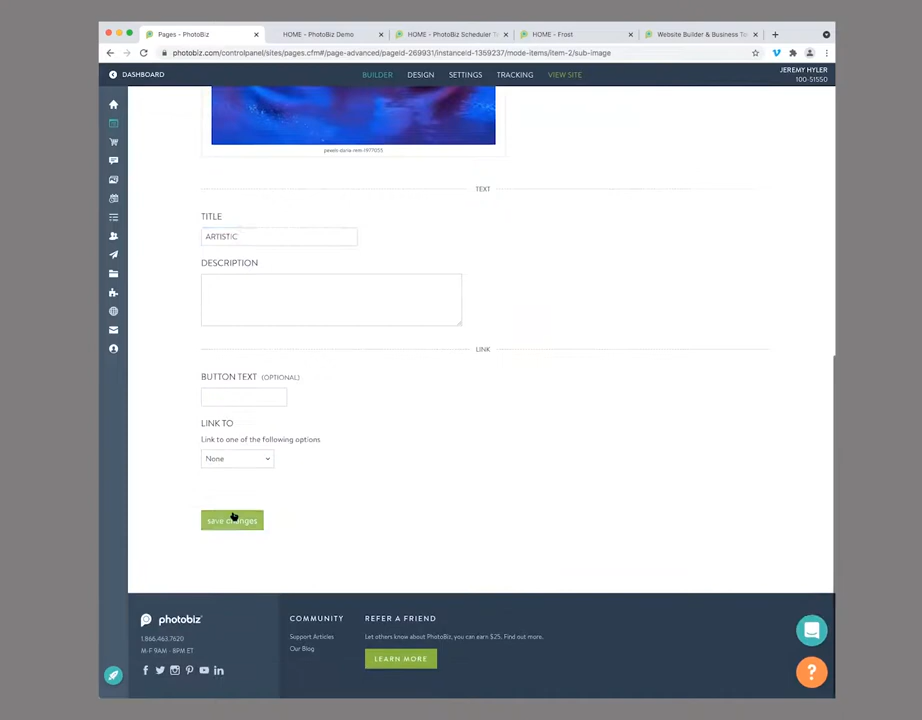 Pages - PhotoBiz
HOME - PhotoBiz Demo
HOME - PhotoBiz Scheduler T
HOME - Frost
Website Builder & Business To
photobiz.com/controlpanel/sites/pages.cfm#/page-advanced/pageId-269931/instanceId-1359237/mode-items/item-2/sub-image
DASHBOARD
BUILDER DESIGN SETTINGS TRACKING VIEW SITE
JEREMY HYLER
100-51550
pexels-daria-rem-1977055
TEXT
TITLE
ARTISTIC
DESCRIPTION
LINK
BUTTON TEXT (OPTIONAL)
LINK TO
Link to one of the following options
None
save changes
photobiz
1.866.463.7620
M-F 9AM - 8PM ET
COMMUNITY
Support Articles
Our Blog
REFER A FRIEND
Let others know about PhotoBiz, you can earn $25. Find out more.
LEARN MORE